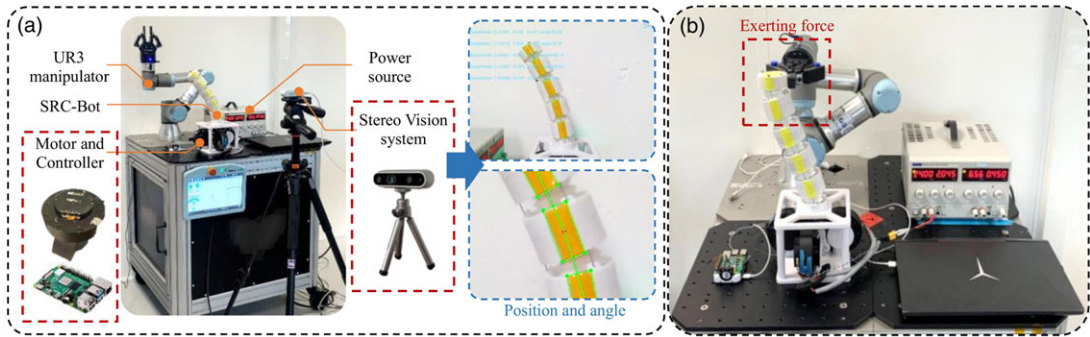 (a)
UR3
manipulator
SRC-Bot
Motor and
Controller
Power
source
Stereo Vision
system
Position and angle
(b)
Exerting force